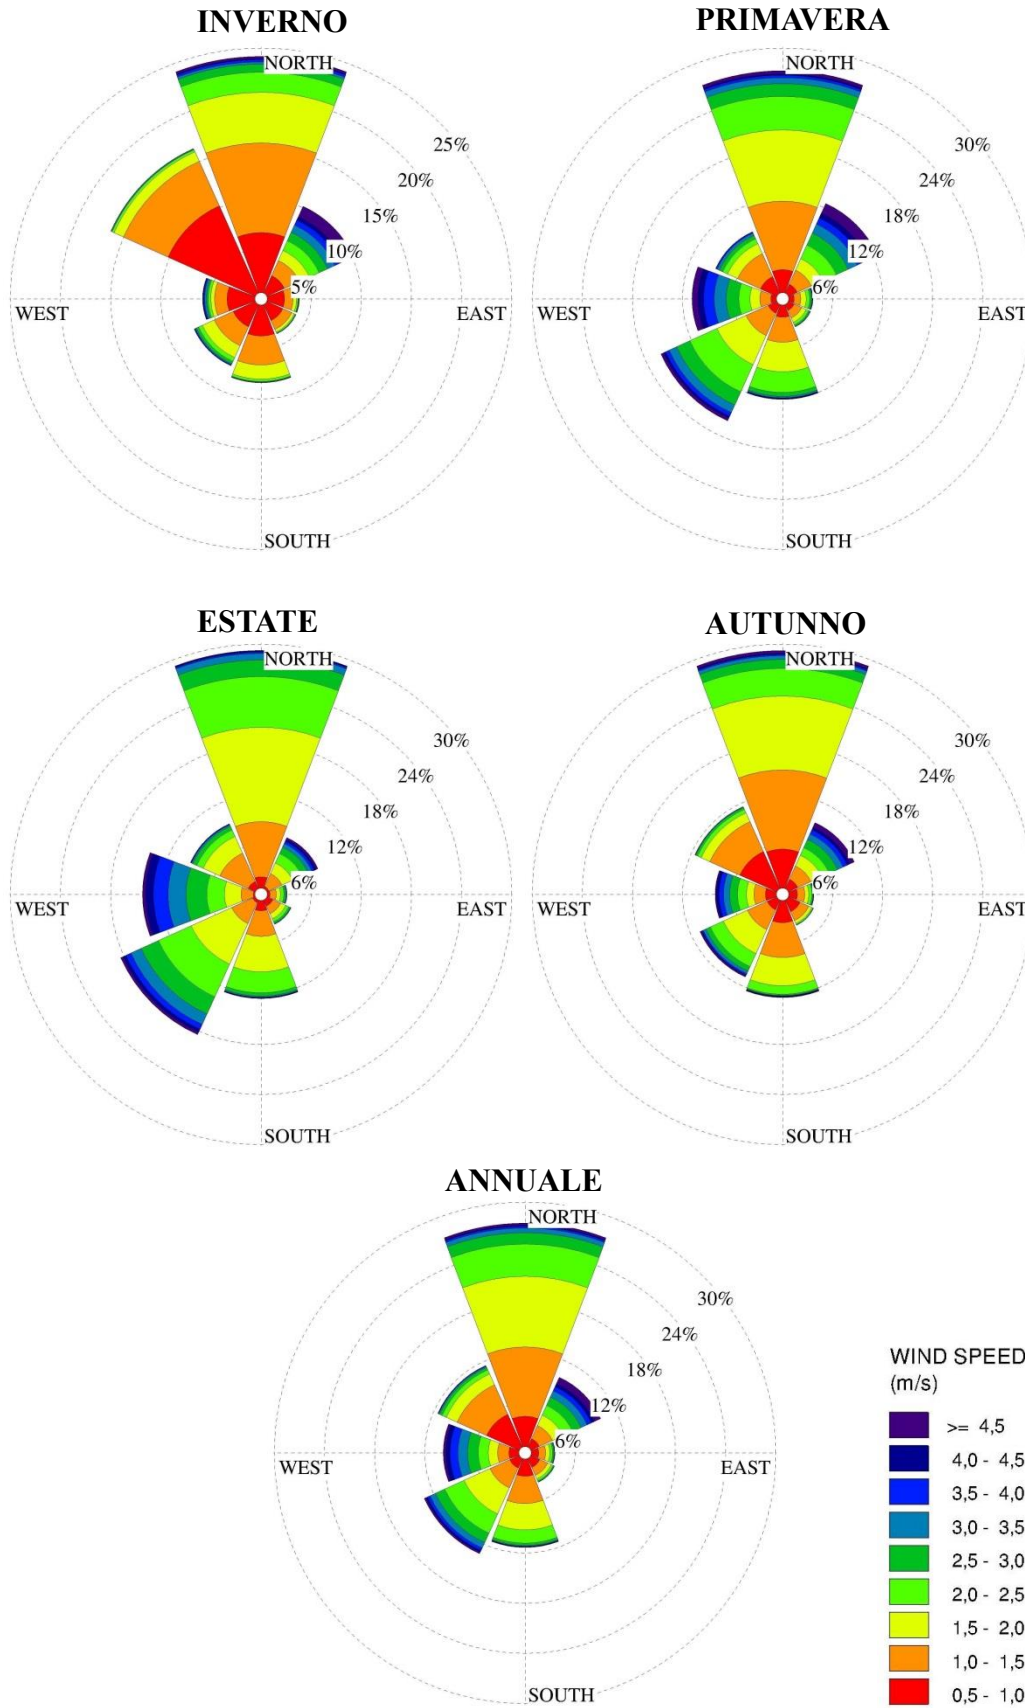 INVERNO
NORTH
25%
20%
15%
10%
5%
WEST
EAST
SOUTH
PRIMAVERA
NORTH
30%
24%
18%
12%
6%
WEST
EAST
SOUTH
ESTATE
NORTH
30%
24%
18%
12%
6%
WEST
EAST
SOUTH
AUTUNNO
NORTH
30%
24%
18%
12%
6%
WEST
EAST
SOUTH
ANNUALE
NORTH
30%
24%
18%
12%
6%
WEST
EAST
SOUTH
WIND SPEED
(m/s)
>= 4,5
4,0 - 4,5
3,5 - 4,0
3,0 - 3,5
2,5 - 3,0
2,0 - 2,5
1,5 - 2,0
1,0 - 1,5
0,5 - 1,0